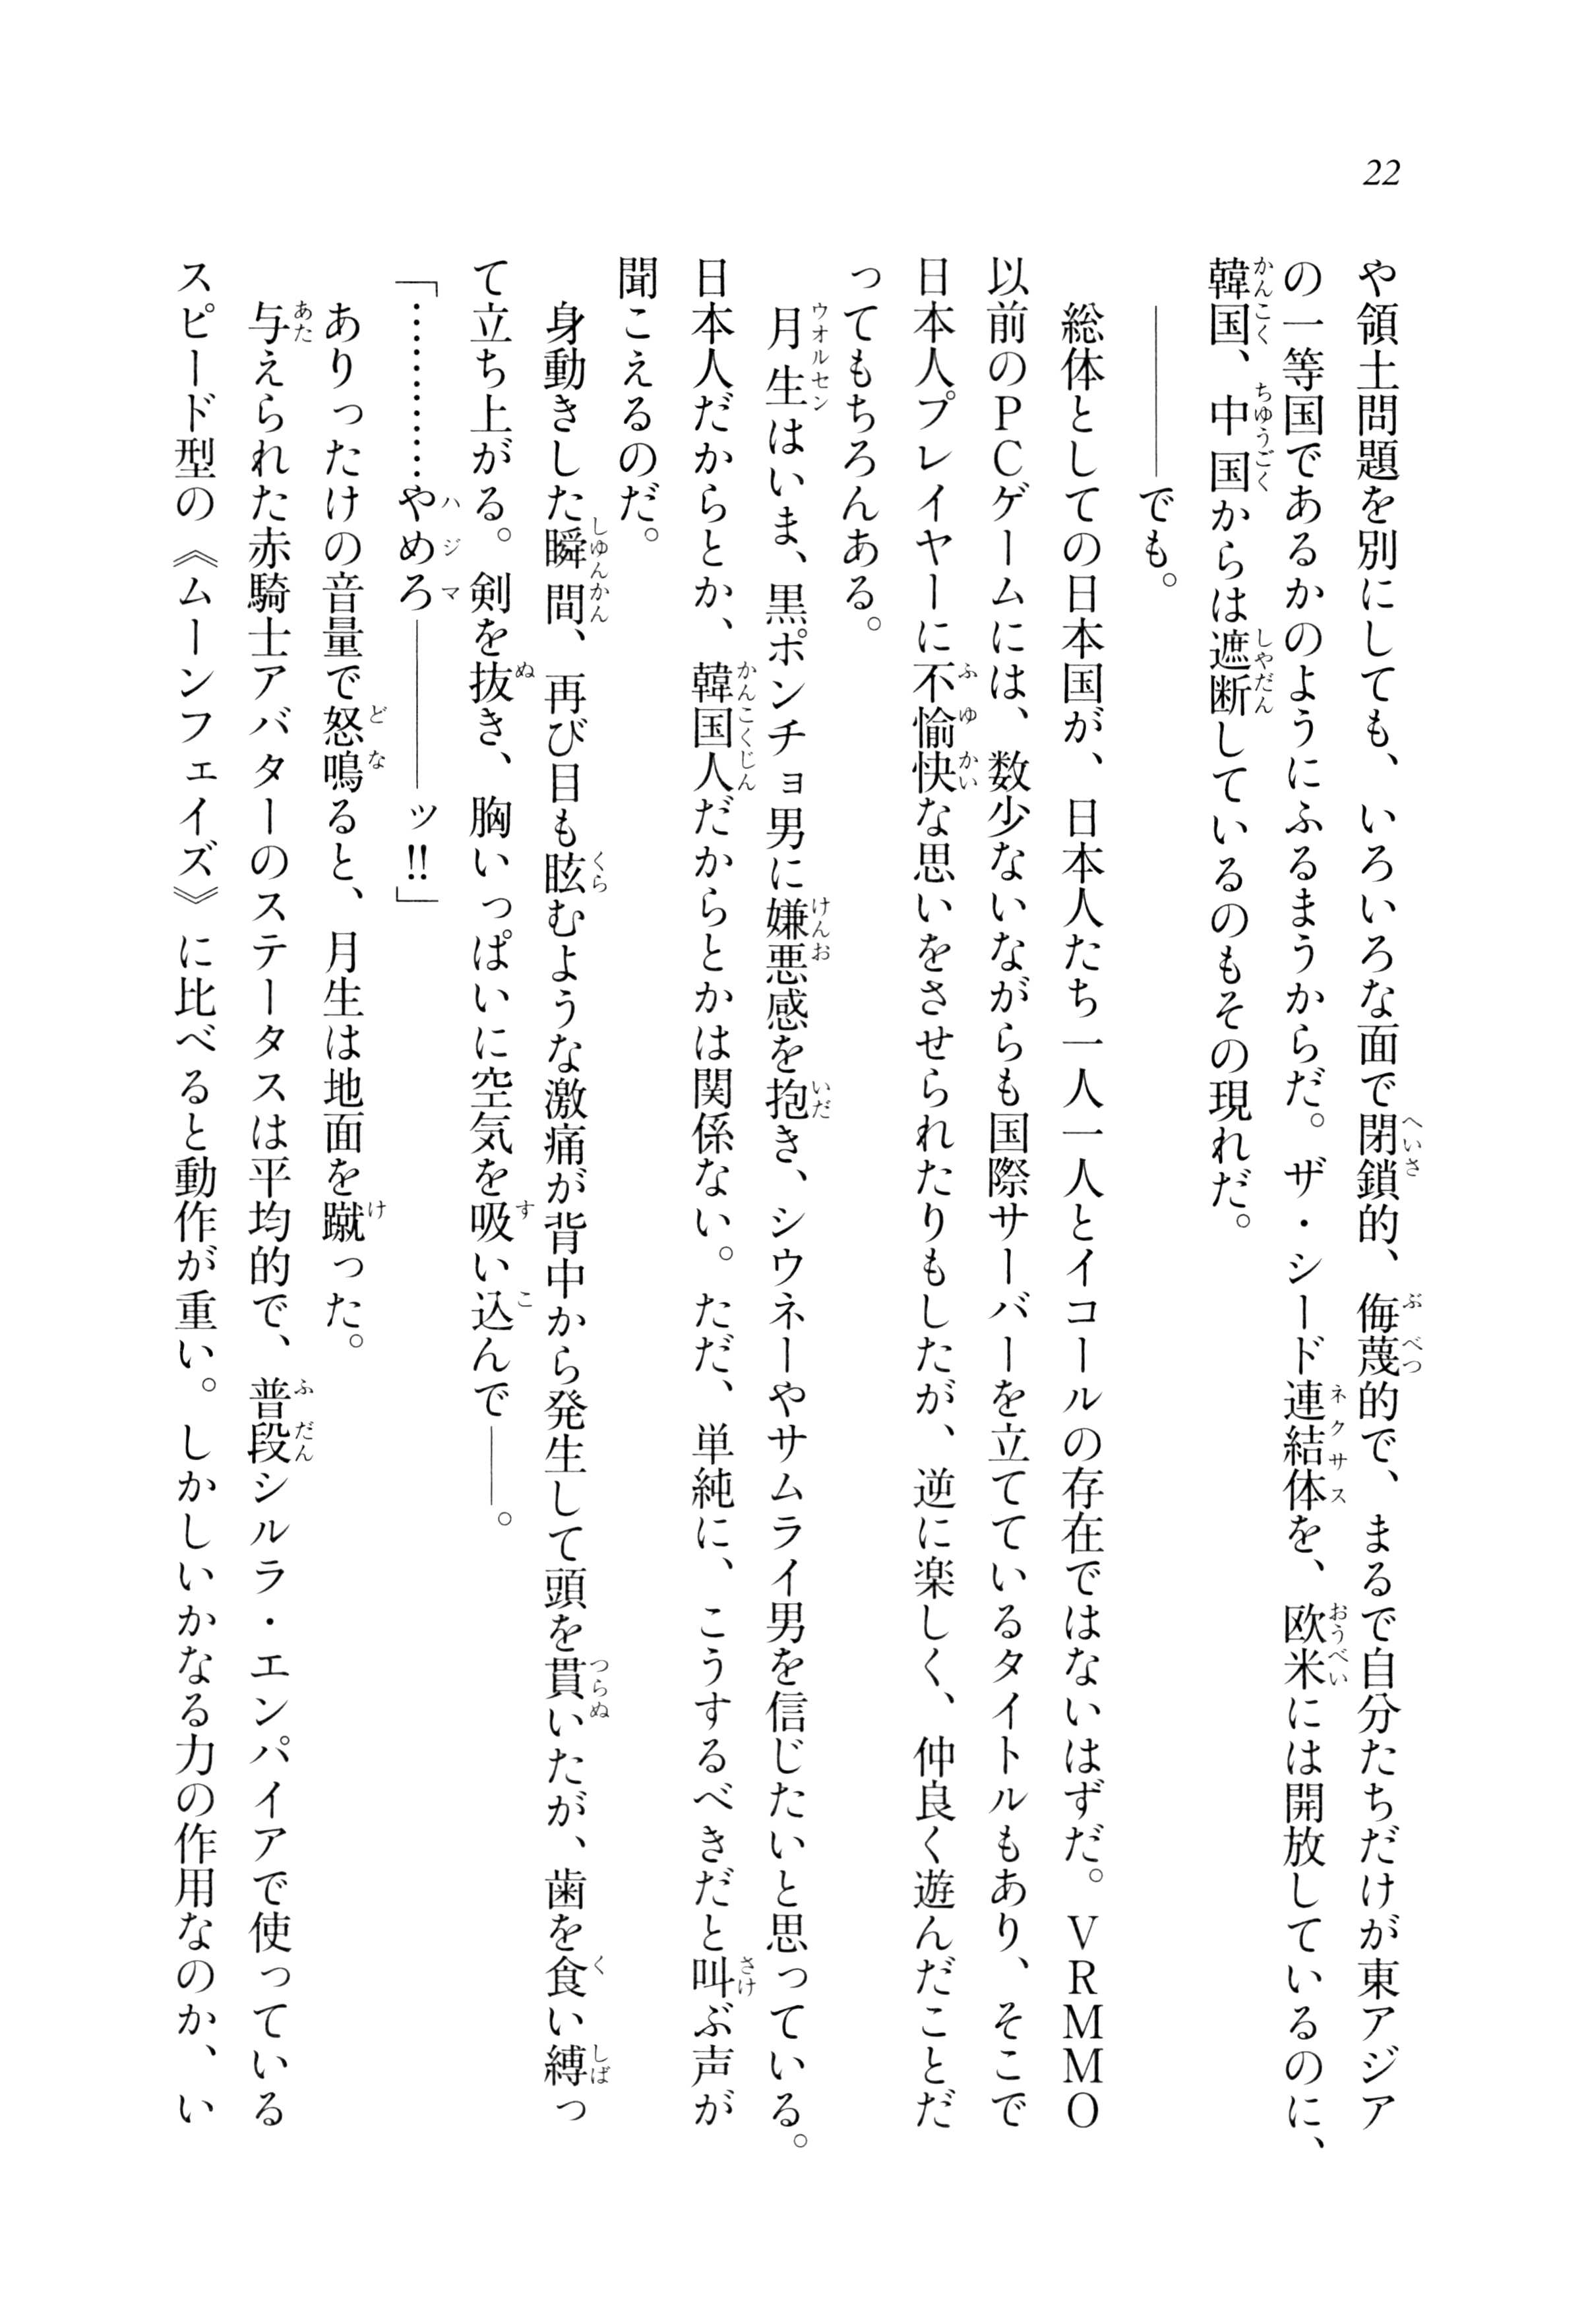 22
や領土問題を別にしても、いろいろな面で閉鎖的、侮蔑的で、まるで自分たちだけが東アジア
の一等国であるかのようにふるまうからだ。ザ・シード連結体を、欧米には開放しているのに、
韓国、中国からは遮断しているのもその現れだ。
――――でも。
総体としての日本国が、日本人たち一人一人とイコールの存在ではないはずだ。VRMMO
以前のPCゲームには、数少ないながらも国際サーバーを立てているタイトルもあり、そこで
日本人プレイヤーに不愉快な思いをさせられたりもしたが、逆に楽しく、仲良く遊んだことだ
ってもちろんある。
月生はいま、黒ポンチョ男に嫌悪感を抱き、シウネーやサムライ男を信じたいと思っている。
日本人だからとか、韓国人だからとかは関係ない。ただ、単純に、こうするべきだと叫ぶ声が
聞こえるのだ。
身動きした瞬間、再び目も眩むような激痛が背中から発生して頭を貫いたが、歯を食い縛っ
て立ち上がる。剣を抜き、胸いっぱいに空気を吸い込んで――。
「…………やめろ――――ッ!!」
ありったけの音量で怒鳴ると、月生は地面を蹴った。
与えられた赤騎士アバターのステータスは平均的で、普段シルラ・エンパイアで使っている
スピード型の《ムーンフェイズ》に比べると動作が重い。しかしいかなる力の作用なのか、い